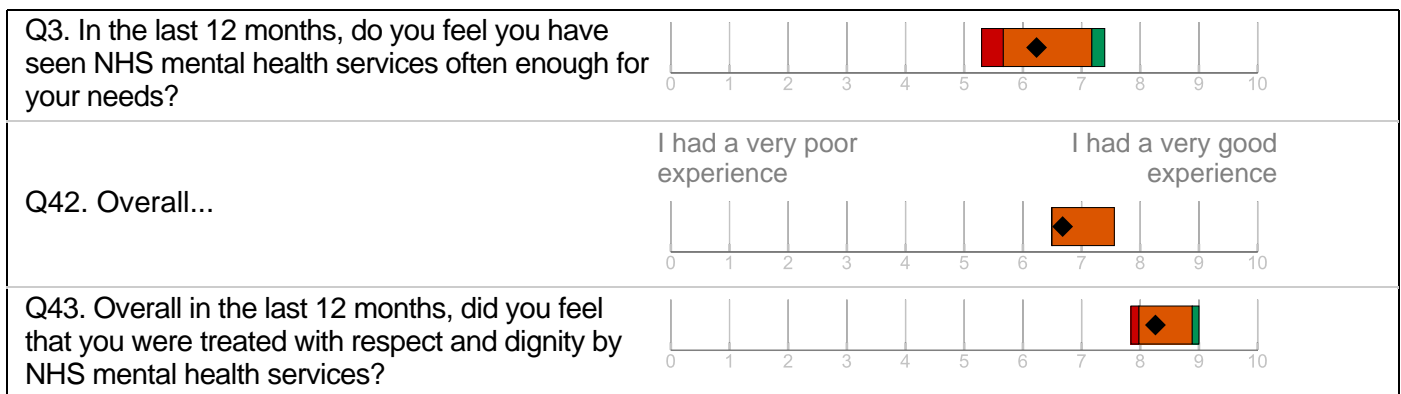 Q3. In the last 12 months, do you feel you have
seen NHS mental health services often enough for
your needs?
0 1 2 3 4 5 6 7 8 9 10
I had a very poor
experience
I had a very good
experience
Q42. Overall...
0 1 2 3 4 5 6 7 8 9 10
Q43. Overall in the last 12 months, did you feel
that you were treated with respect and dignity by
NHS mental health services?
0 1 2 3 4 5 6 7 8 9 10